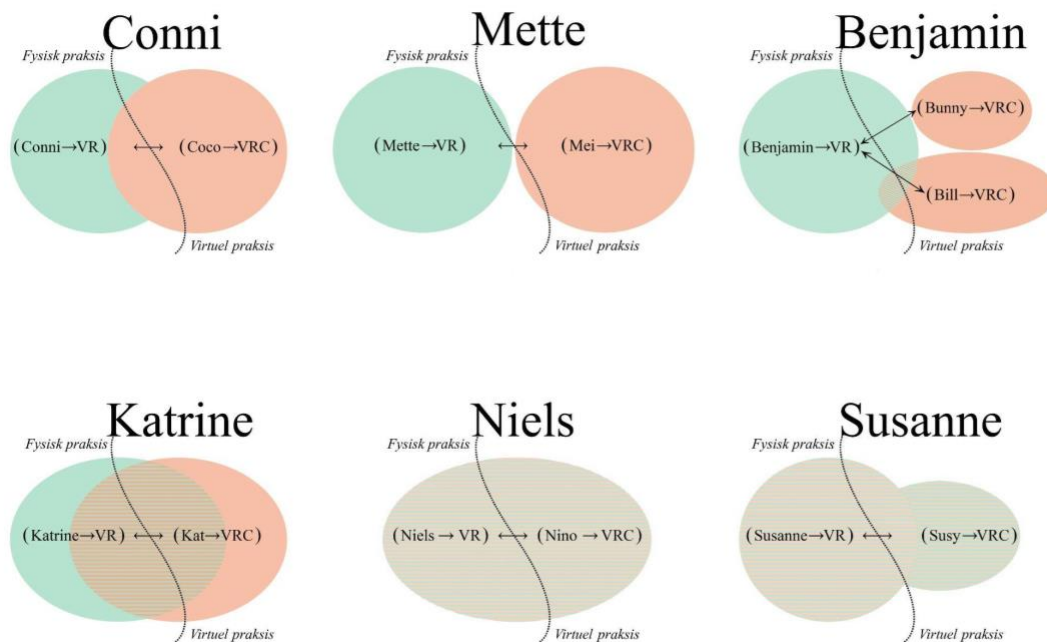 Conni
Fysisk praksis
(Conni→VR) ↔ (Coco→VRC)
Virtuel praksis
Mette
Fysisk praksis
(Mette→VR) ↔ (Mei→VRC)
Virtuel praksis
Benjamin
Fysisk praksis
(Bunny→VRC)
(Benjamin→VR)
(Bill→VRC)
Virtuel praksis
Katrine
Fysisk praksis
(Katrine→VR) ↔ (Kat→VRC)
Virtuel praksis
Niels
Fysisk praksis
(Niels → VR) ↔ (Nino → VRC)
Virtuel praksis
Susanne
Fysisk praksis
(Susanne→VR) ↔ (Susy→VRC)
Virtuel praksis